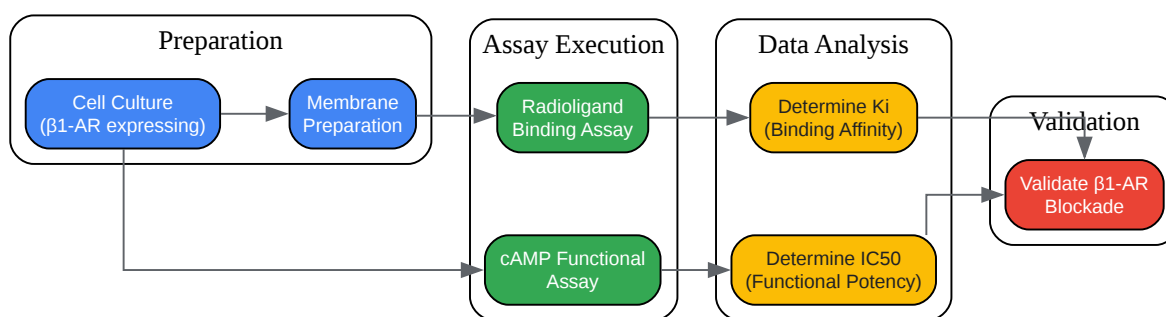 Preparation
Cell Culture
(β1-AR expressing)
Membrane
Preparation
Assay Execution
Radioligand
Binding Assay
cAMP Functional
Assay
Data Analysis
Determine Ki
(Binding Affinity)
Determine IC50
(Functional Potency)
Validation
Validate β1-AR
Blockade